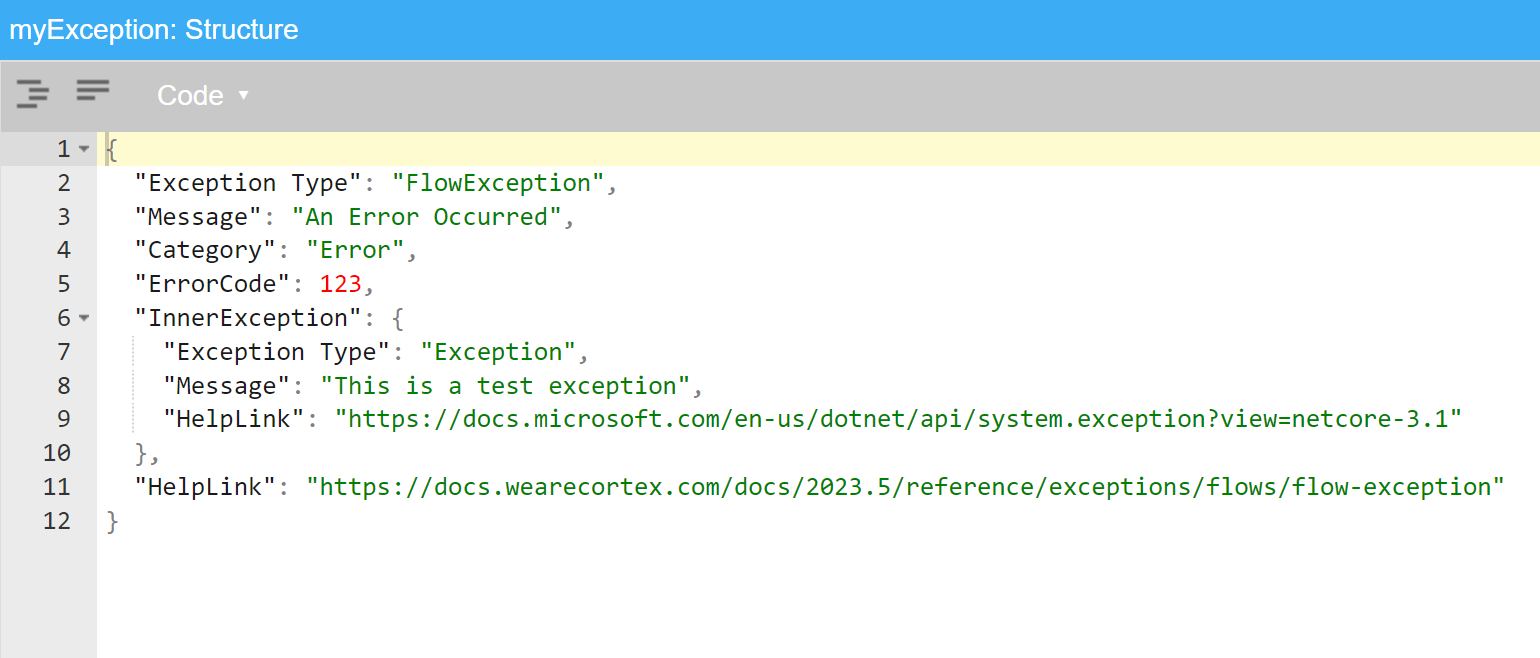 myException: Structure
Code
1 {
2 "Exception Type": "FlowException",
3 "Message": "An Error Occurred",
4 "Category": "Error",
5 "ErrorCode": 123,
6 "InnerException": {
7 "Exception Type": "Exception",
8 "Message": "This is a test exception",
9 "HelpLink": "https://docs.microsoft.com/en-us/dotnet/api/system.exception?view=netcore-3.1"
10 },
11 "HelpLink": "https://docs.wearecortex.com/docs/2023.5/reference/exceptions/flows/flow-exception"
12 }